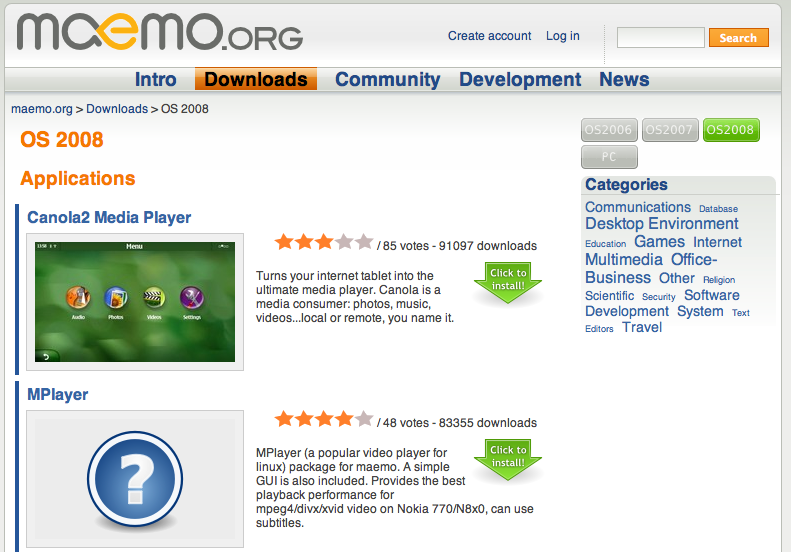 maemo.ORG
Create account Log in
Search
Intro Downloads Community Development News
maemo.org > Downloads > OS 2008
OS 2008
Applications
OS2006 OS2007 OS2008
PC
Categories
Communications Database
Desktop Environment
Education Games Internet
Multimedia Office-
Business Other Religion
Scientific Security Software
Development System Text
Editors Travel
Canola2 Media Player
Menu
Audio Photos Videos Settings
/ 85 votes - 91097 downloads
Turns your internet tablet into the
ultimate media player. Canola is a
media consumer: photos, music,
videos...local or remote, you name it.
Click to
install!
MPlayer
?
/ 48 votes - 83355 downloads
MPlayer (a popular video player for
linux) package for maemo. A simple
GUI is also included. Provides the best
playback performance for
mpeg4/divx/xvid video on Nokia 770/N8x0, can use
subtitles.
Click to
install!